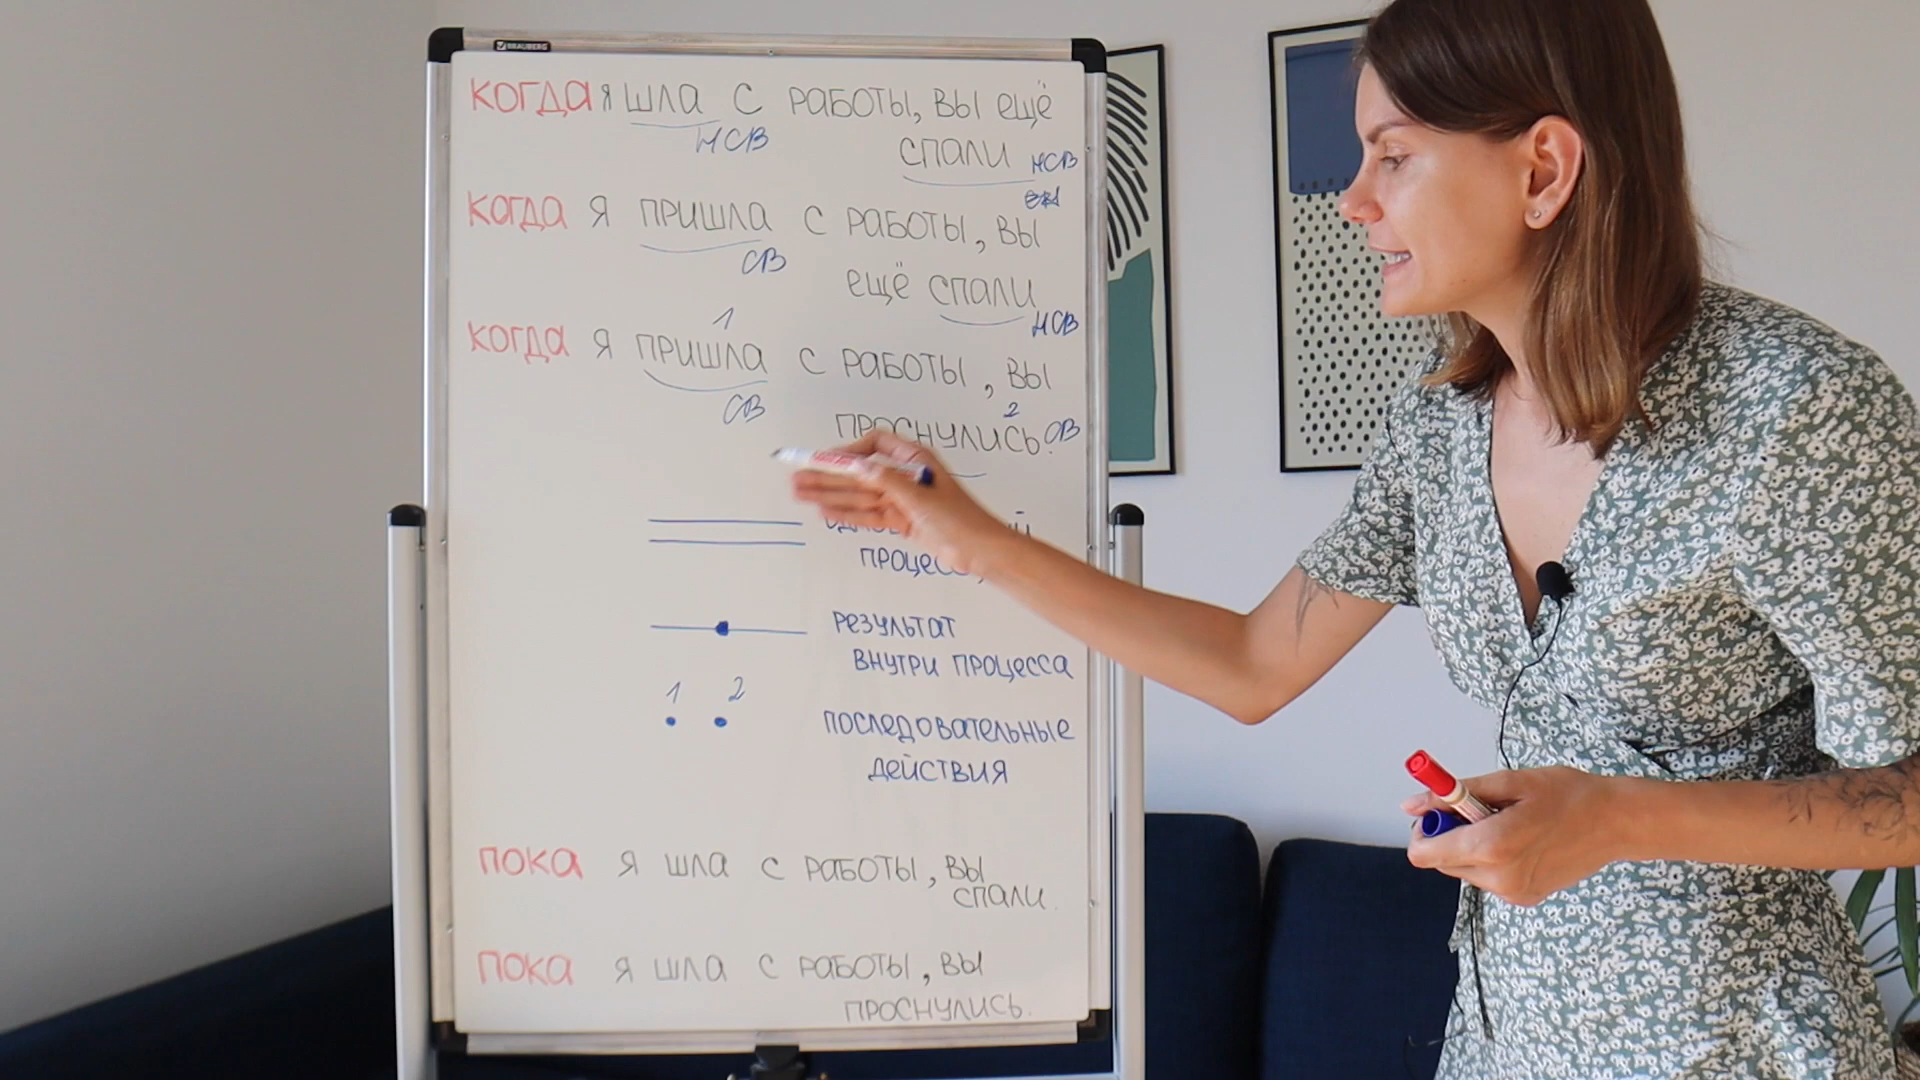 BRAUBERG
КОГДА Я ШЛА С РАБОТЫ, ВЫ ЕЩЁ
НСВ
СПАЛИ НСВ
КОГДА Я ПРИШЛА С РАБОТЫ, ВЫ
СВ
ЕЩЁ СПАЛИ
НСВ
1
КОГДА Я ПРИШЛА С РАБОТЫ, ВЫ
СВ
2
ПРОСНУЛИСЬ. СВ
РЕЗУЛЬТАТ
ВНУТРИ ПРОЦЕССА
1 2
ПОСЛЕДОВАТЕЛЬНЫЕ
ДЕЙСТВИЯ
ПОКА Я ШЛА С РАБОТЫ, ВЫ
СПАЛИ.
ПОКА Я ШЛА С РАБОТЫ, ВЫ
ПРОСНУЛИСЬ.